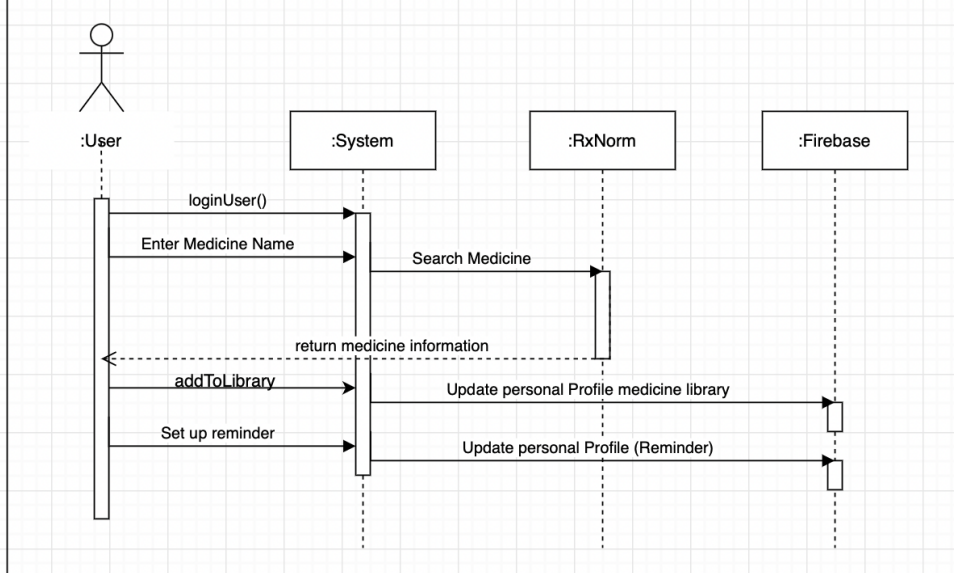 :User
:System
:RxNorm
:Firebase
loginUser()
Enter Medicine Name
Search Medicine
return medicine information
addToLibrary
Update personal Profile medicine library
Set up reminder
Update personal Profile (Reminder)